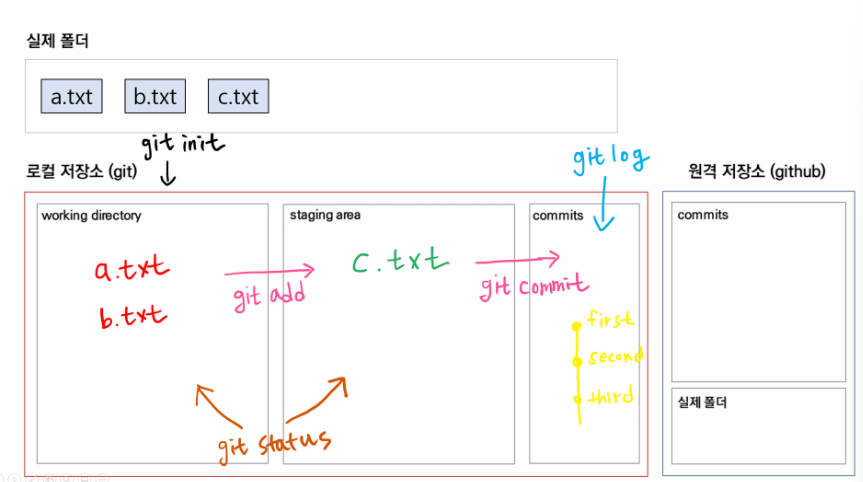 실제 폴더
a.txt b.txt c.txt
git init
git log
로컬 저장소 (git)
원격 저장소 (github)
working directory
staging area
commits
commits
a.txt
c.txt
git add
git commit
b.txt
first
second
third
실제 폴더
git status